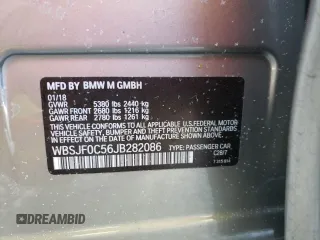 MFD BY BMW M GMBH
01/18
GVWR 5380 lbs 2440 kg
FRONT GAWR 2680 lbs 1216 kg
REAR GAWR 2780 lbs 1261 kg
THIS VEHICLE CONFORMS TO ALL APPLICABLE
U.S.FEDERAL MOTOR
VEHICLE SAFETY, BUMPER AND THEFT PREVENTION
STANDARDS IN EFFECT ON THE DATE OF
MANUFACTURE SHOWN ABOVE.
WBSJF0C56JB282086 TYPE: PASSENGER CAR